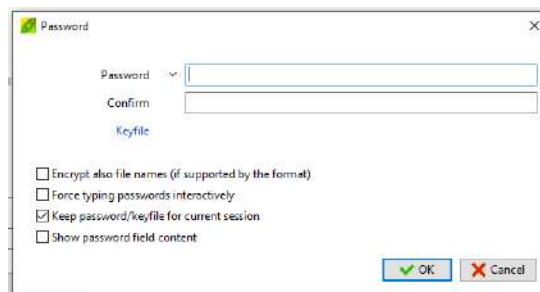 Password
Password
Confirm
Keyfile
Encrypt also file names (if supported by the format)
Force typing passwords interactively
Keep password/keyfile for current session
Show password field content
OK Cancel